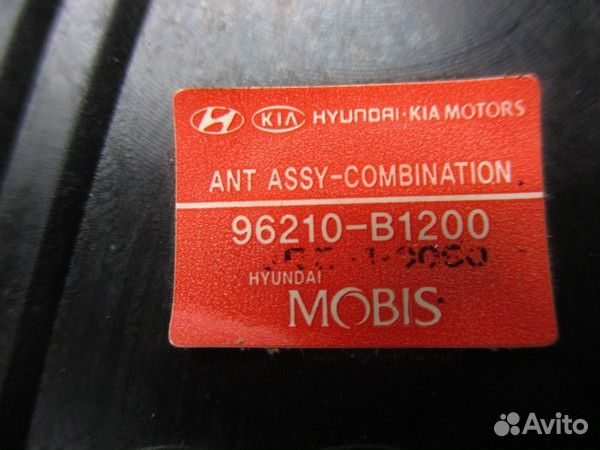 KIA HYUNDAI · KIA MOTORS
ANT ASSY-COMBINATION
96210-B1200
HYUNDAI
MOBIS
Avito